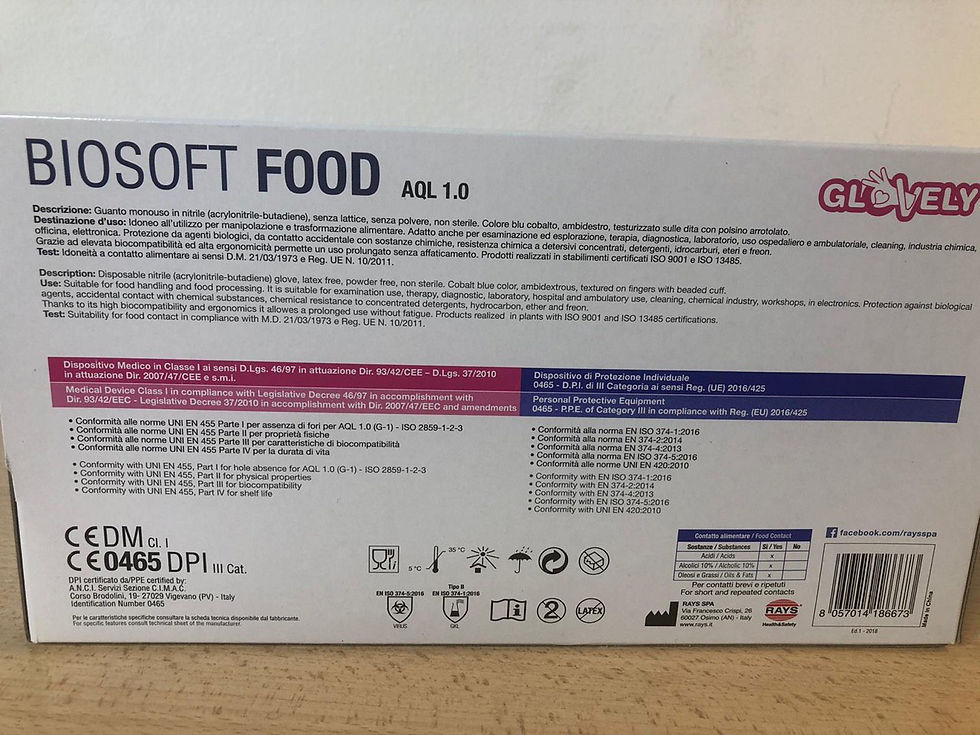 BIOSOFT FOOD AQL 1.0
GLOVELY
Descrizione: Guanto monouso in nitrile (acrylonitrile-butadiene), senza lattice, senza polvere, non sterile. Colore blu cobalto, ambidestro, testurizzato sulle dita con polsino arrotolato.
Destinazione d'uso: Idoneo all'utilizzo per manipolazione e trasformazione alimentare. Adatto anche per esaminazione ed esplorazione, terapia, diagnostica, laboratorio, uso ospedaliero e ambulatoriale, cleaning, industria chimica,
officina, elettronica. Protezione da agenti biologici, da contatto accidentale con sostanze chimiche, resistenza chimica a detersivi concentrati, detergenti, idrocarburi, eteri e freon.
Grazie ad elevata biocompatibilità ed alta ergonomicità permette un uso prolungato senza affaticamento. Prodotti realizzati in stabilimenti certificati ISO 9001 e ISO 13485.
Test: Idoneità a contatto alimentare ai sensi D.M. 21/03/1973 e Reg. UE N. 10/2011.
Description: Disposable nitrile (acrylonitrile-butadiene) glove, latex free, powder free, non sterile. Cobalt blue color, ambidextrous, textured on fingers with beaded cuff.
Use: Suitable for food handling and food processing. It is suitable for examination use, therapy, diagnostic, laboratory, hospital and ambulatory use, cleaning, chemical industry, workshops, in electronics. Protection against biological
agents, accidental contact with chemical substances, chemical resistance to concentrated detergents, hydrocarbon, ether and freon.
Thanks to its high biocompatibility and ergonomics it allowes a prolonged use without fatigue. Products realized in plants with ISO 9001 and ISO 13485 certifications.
Test: Suitability for food contact in compliance with M.D. 21/03/1973 e Reg. UE N. 10/2011.
Dispositivo Medico in Classe I ai sensi D.Lgs. 46/97 in attuazione Dir. 93/42/CEE – D.Lgs. 37/2010
in attuazione Dir. 2007/47/CEE e s.m.i.
Medical Device Class I in compliance with Legislative Decree 46/97 in accomplishment with
Dir. 93/42/EEC - Legislative Decree 37/2010 in accomplishment with Dir. 2007/47/EEC and amendments
• Conformità alle norme UNI EN 455 Parte I per assenza di fori per AQL 1.0 (G-1) - ISO 2859-1-2-3
• Conformità alle norme UNI EN 455 Parte II per proprietà fisiche
• Conformità alle norme UNI EN 455 Parte III per caratteristiche di biocompatibilità
• Conformità alle norme UNI EN 455 Parte IV per la durata di vita
• Conformity with UNI EN 455, Part I for hole absence for AQL 1.0 (G-1) - ISO 2859-1-2-3
• Conformity with UNI EN 455, Part II for physical properties
• Conformity with UNI EN 455, Part III for biocompatibility
• Conformity with UNI EN 455, Part IV for shelf life
Dispositivo di Protezione Individuale
0465 - D.P.I. di III Categoria ai sensi Reg. (UE) 2016/425
Personal Protective Equipment
0465 - P.P.E. of Category III in compliance with Reg. (EU) 2016/425
• Conformità alla norma EN ISO 374-1:2016
• Conformità alla norma EN 374-2:2014
• Conformità alla norma EN 374-4:2013
• Conformità alla norma EN ISO 374-5:2016
• Conformità alle norme UNI EN 420:2010
• Conformity with EN ISO 374-1:2016
• Conformity with EN 374-2:2014
• Conformity with EN 374-4:2013
• Conformity with EN ISO 374-5:2016
• Conformity with UNI EN 420:2010
CE DM Cl. I
CE 0465 DPI III Cat.
DPI certificato da/PPE certified by:
A.N.C.I. Servizi Sezione C.I.M.A.C.
Corso Brodolini, 19- 27029 Vigevano (PV) - Italy
Identification Number 0465
Per le caratteristiche specifiche consultare la scheda tecnica disponibile dal fabbricante.
For specific features consult technical sheet of the manufacturer.
5 °C
35 °C
EN ISO 374-5:2016
VIRUS
Tipo B
EN ISO 374-1:2016
GKL
i
2
LATEX
Contatto alimentare / Food Contact
Sostanze / Substances Sì / Yes No
Acidi / Acids x
Alcolici 10% / Alcholic 10% x
Oleosi e Grassi / Oils & Fats x
Per contatti brevi e ripetuti
For short and repeated contacts
RAYS SPA
Via Francesco Crispi, 26
60027 Osimo (AN) - Italy
www.rays.it
RAYS
Health&Safety
f facebook.com/raysspa
8 057014 186673
Made in China
Ed.1 - 2018